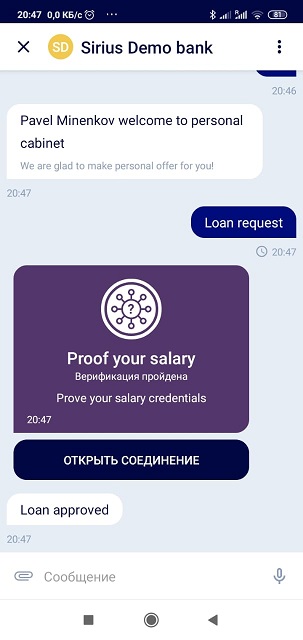 20:47 0,0 КБ/с ...
81
SD Sirius Demo bank
20:46
Pavel Minenkov welcome to personal
cabinet
We are glad to make personal offer for you!
20:47
Loan request
20:47
?
Proof your salary
Верификация пройдена
Prove your salary credentials
20:47
ОТКРЫТЬ СОЕДИНЕНИЕ
Loan approved
20:47
Сообщение